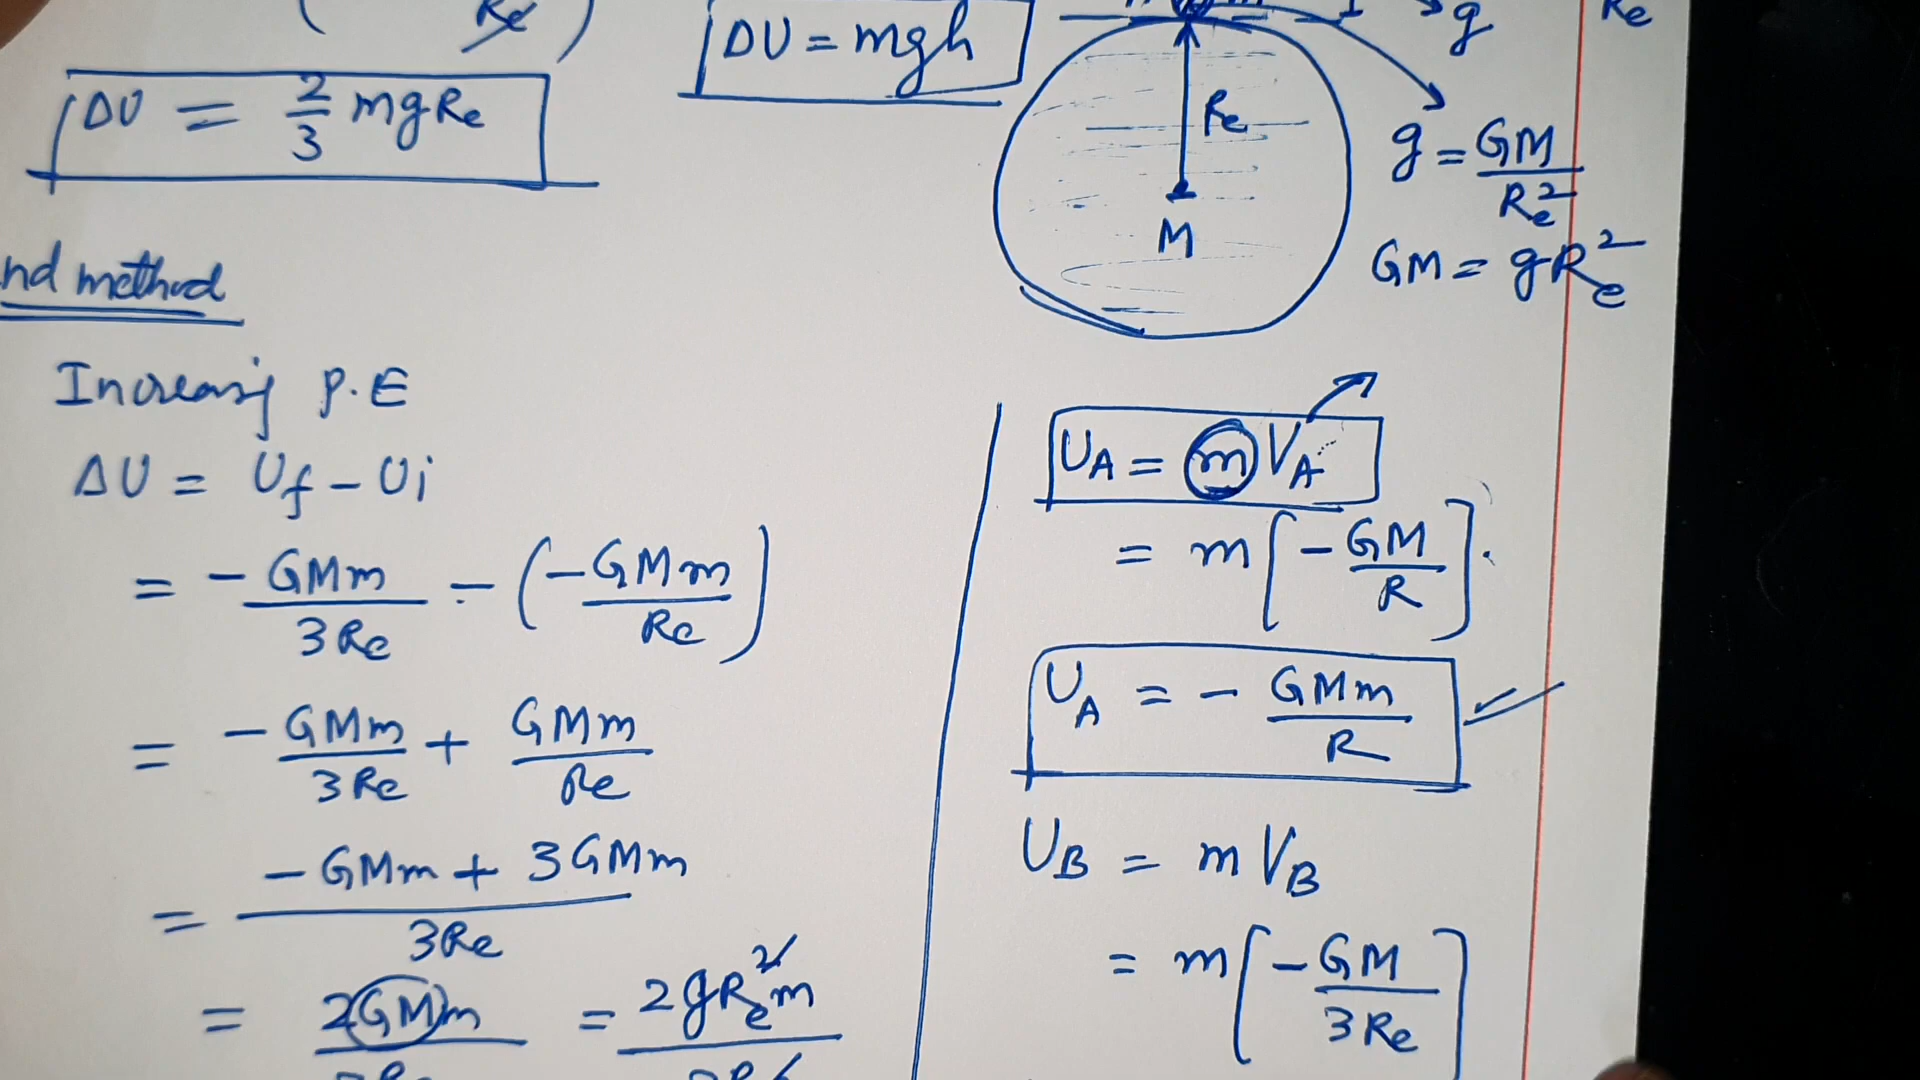 Re
ΔU = mgh
g
Re
ΔU = 2/3 mgRe
Re
g = GM/Re²
M
GM = gRe²
nd method
Increasing P.E
ΔU = Uf - Ui
= - GMm/3Re - (-GMm/Re)
= - GMm/3Re + GMm/Re
= - GMm + 3GMm/3Re
= 2GMm = 2gRe²m
UA = m VA
= m[-GM/R].
UA = - GMm/R
UB = m VB
= m[-GM/3Re]